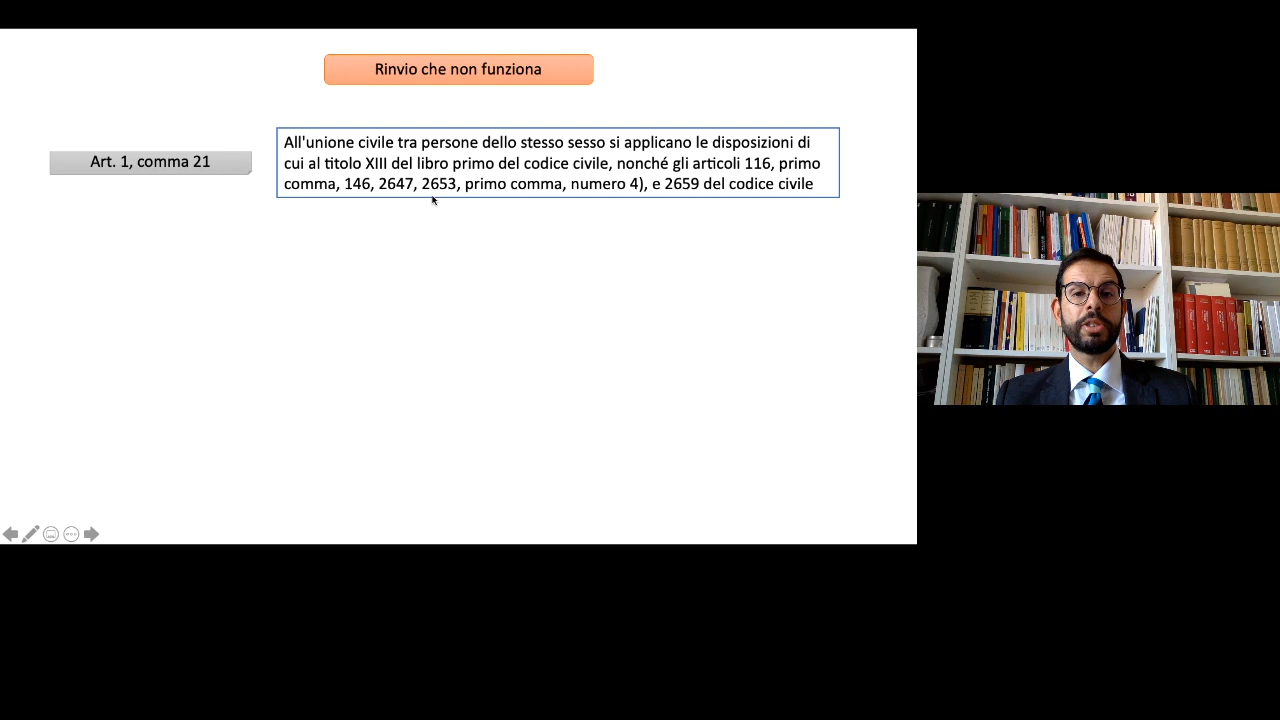 Rinvio che non funziona
Art. 1, comma 21
All'unione civile tra persone dello stesso sesso si applicano le disposizioni di
cui al titolo XIII del libro primo del codice civile, nonché gli articoli 116, primo
comma, 146, 2647, 2653, primo comma, numero 4), e 2659 del codice civile